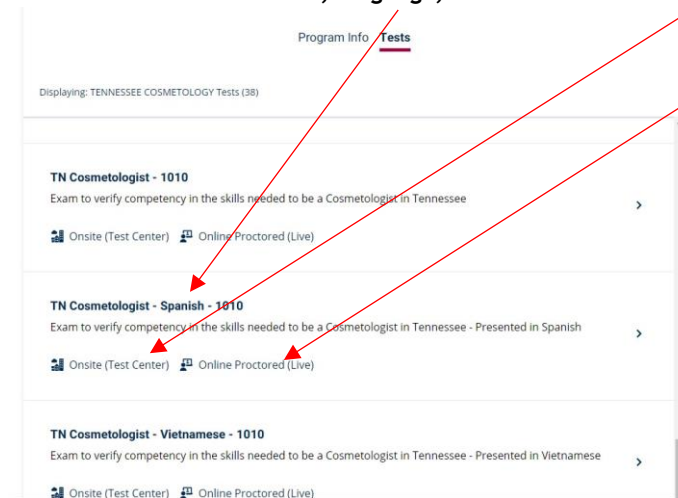 Program Info Tests
Displaying: TENNESSEE COSMETOLOGY Tests (38)
TN Cosmetologist - 1010
Exam to verify competency in the skills needed to be a Cosmetologist in Tennessee
Onsite (Test Center) Online Proctored (Live)
TN Cosmetologist - Spanish - 1010
Exam to verify competency in the skills needed to be a Cosmetologist in Tennessee - Presented in Spanish
Onsite (Test Center) Online Proctored (Live)
TN Cosmetologist - Vietnamese - 1010
Exam to verify competency in the skills needed to be a Cosmetologist in Tennessee - Presented in Vietnamese
Onsite (Test Center) Online Proctored (Live)